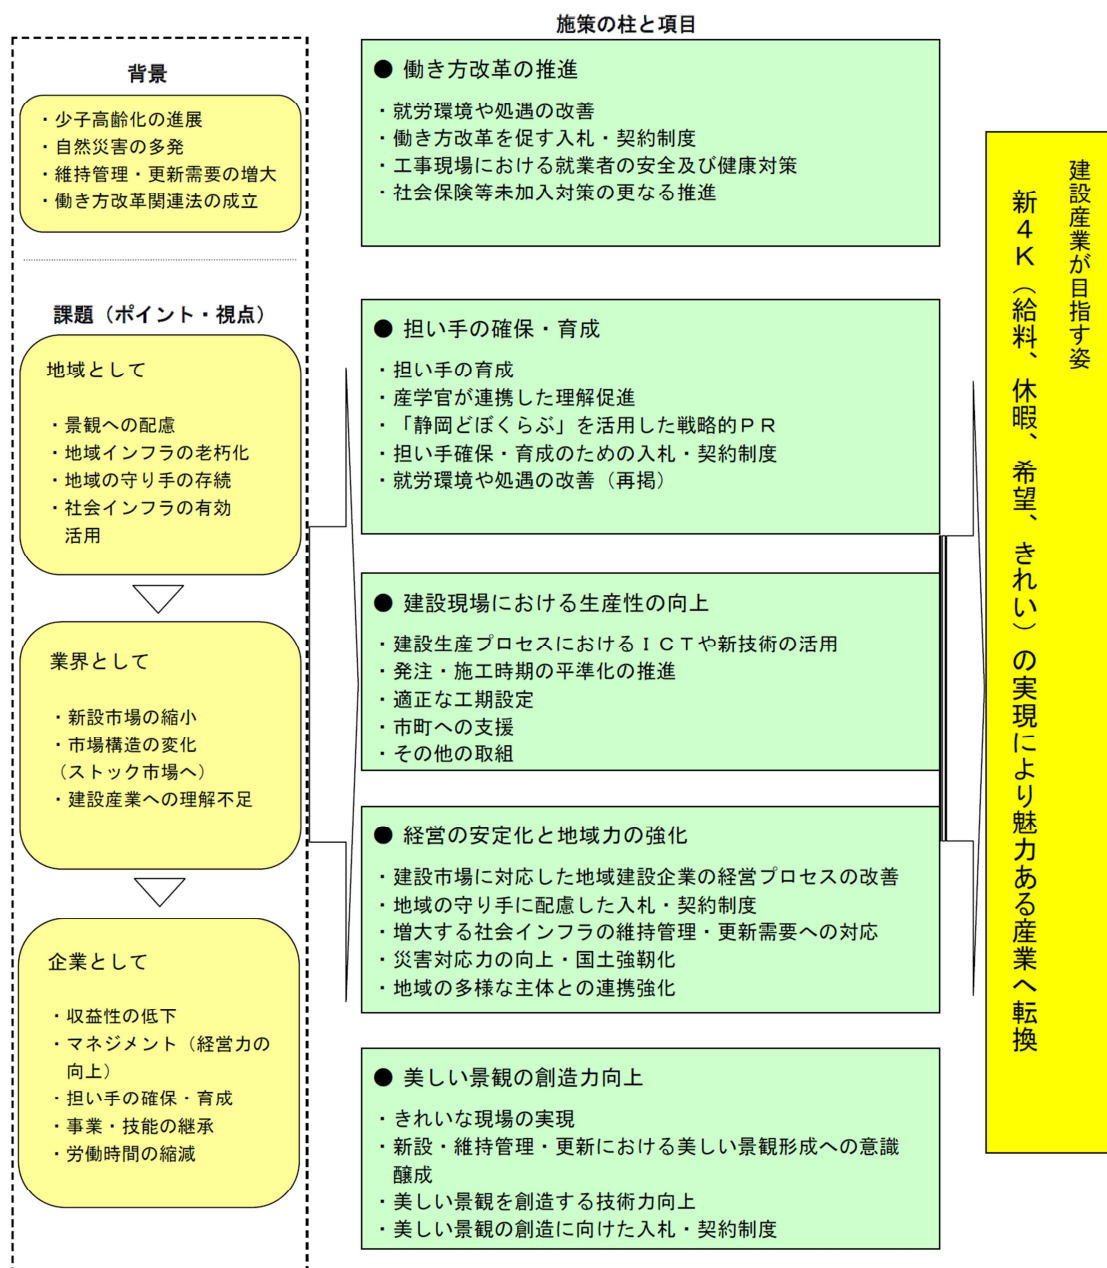 背景
・少子高齢化の進展
・自然災害の多発
・維持管理・更新需要の増大
・働き方改革関連法の成立
課題（ポイント・視点）
地域として
・景観への配慮
・地域インフラの老朽化
・地域の守り手の存続
・社会インフラの有効
活用
業界として
・新設市場の縮小
・市場構造の変化
（ストック市場へ）
・建設産業への理解不足
企業として
・収益性の低下
・マネジメント（経営力の
向上）
・担い手の確保・育成
・事業・技能の継承
・労働時間の縮減
施策の柱と項目
● 働き方改革の推進
・就労環境や処遇の改善
・働き方改革を促す入札・契約制度
・工事現場における就業者の安全及び健康対策
・社会保険等未加入対策の更なる推進
● 担い手の確保・育成
・担い手の育成
・産学官が連携した理解促進
・「静岡どぼくらぶ」を活用した戦略的ＰＲ
・担い手確保・育成のための入札・契約制度
・就労環境や処遇の改善（再掲）
● 建設現場における生産性の向上
・建設生産プロセスにおけるＩＣＴや新技術の活用
・発注・施工時期の平準化の推進
・適正な工期設定
・市町への支援
・その他の取組
● 経営の安定化と地域力の強化
・建設市場に対応した地域建設企業の経営プロセスの改善
・地域の守り手に配慮した入札・契約制度
・増大する社会インフラの維持管理・更新需要への対応
・災害対応力の向上・国土強靭化
・地域の多様な主体との連携強化
● 美しい景観の創造力向上
・きれいな現場の実現
・新設・維持管理・更新における美しい景観形成への意識
醸成
・美しい景観を創造する技術力向上
・美しい景観の創造に向けた入札・契約制度
建設産業が目指す姿
新４Ｋ（給料、休暇、希望、きれい）の実現により魅力ある産業へ転換